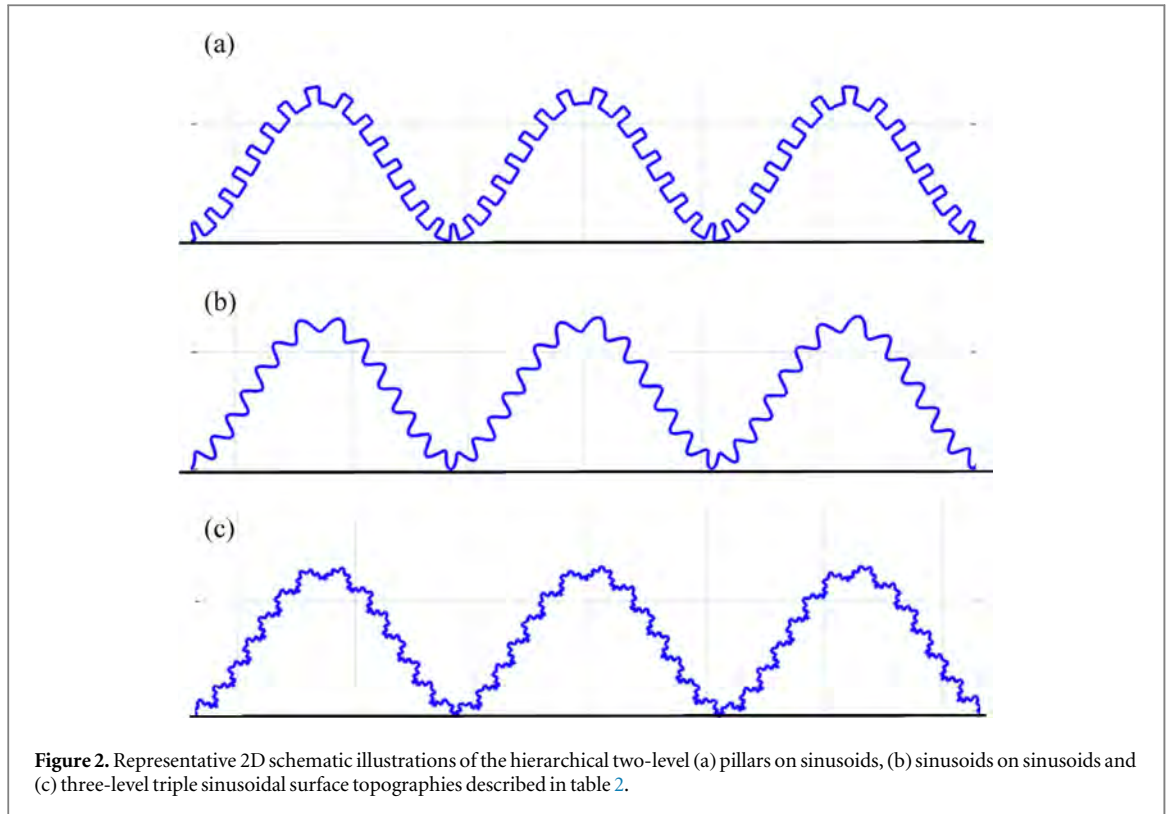 (a)
(b)
(c)
Figure 2. Representative 2D schematic illustrations of the hierarchical two-level (a) pillars on sinusoids, (b) sinusoids on sinusoids and
(c) three-level triple sinusoidal surface topographies described in table 2.